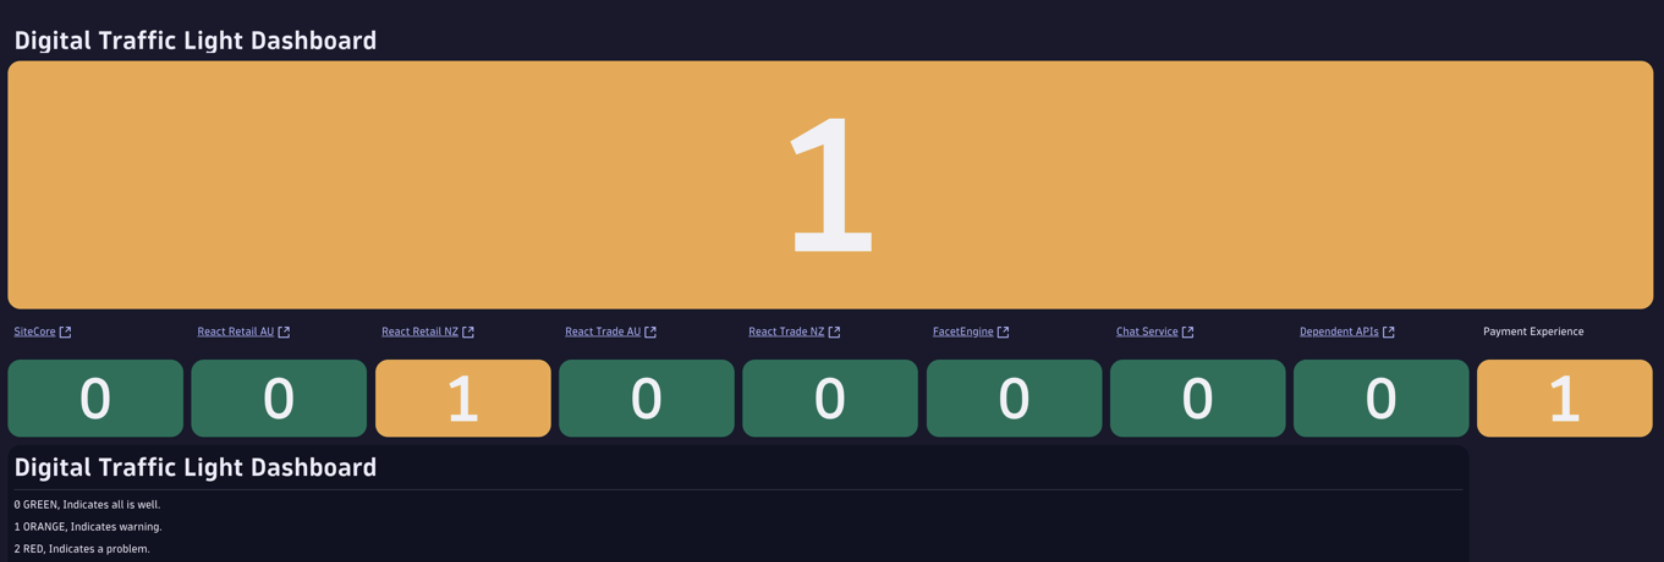 Digital Traffic Light Dashboard
1
SiteCore React Retail AU React Retail NZ React Trade AU React Trade NZ FacetEngine Chat Service Dependent APIs Payment Experience
0 0 1 0 0 0 0 0 1
Digital Traffic Light Dashboard
0 GREEN, Indicates all is well.
1 ORANGE, Indicates warning.
2 RED, Indicates a problem.